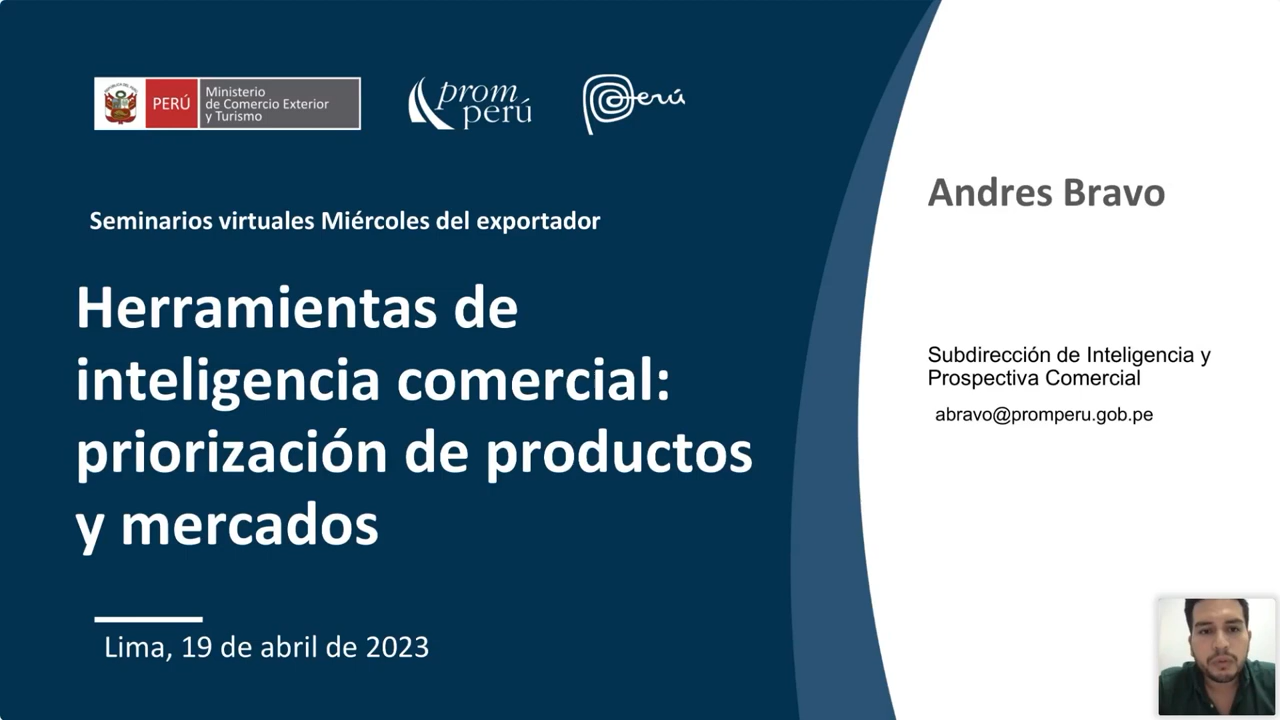 PERÚ
Ministerio
de Comercio Exterior
y Turismo
prom
perú
Perú
Seminarios virtuales Miércoles del exportador
Herramientas de
inteligencia comercial:
priorización de productos
y mercados
Lima, 19 de abril de 2023
Andres Bravo
Subdirección de Inteligencia y
Prospectiva Comercial
abravo@promperu.gob.pe